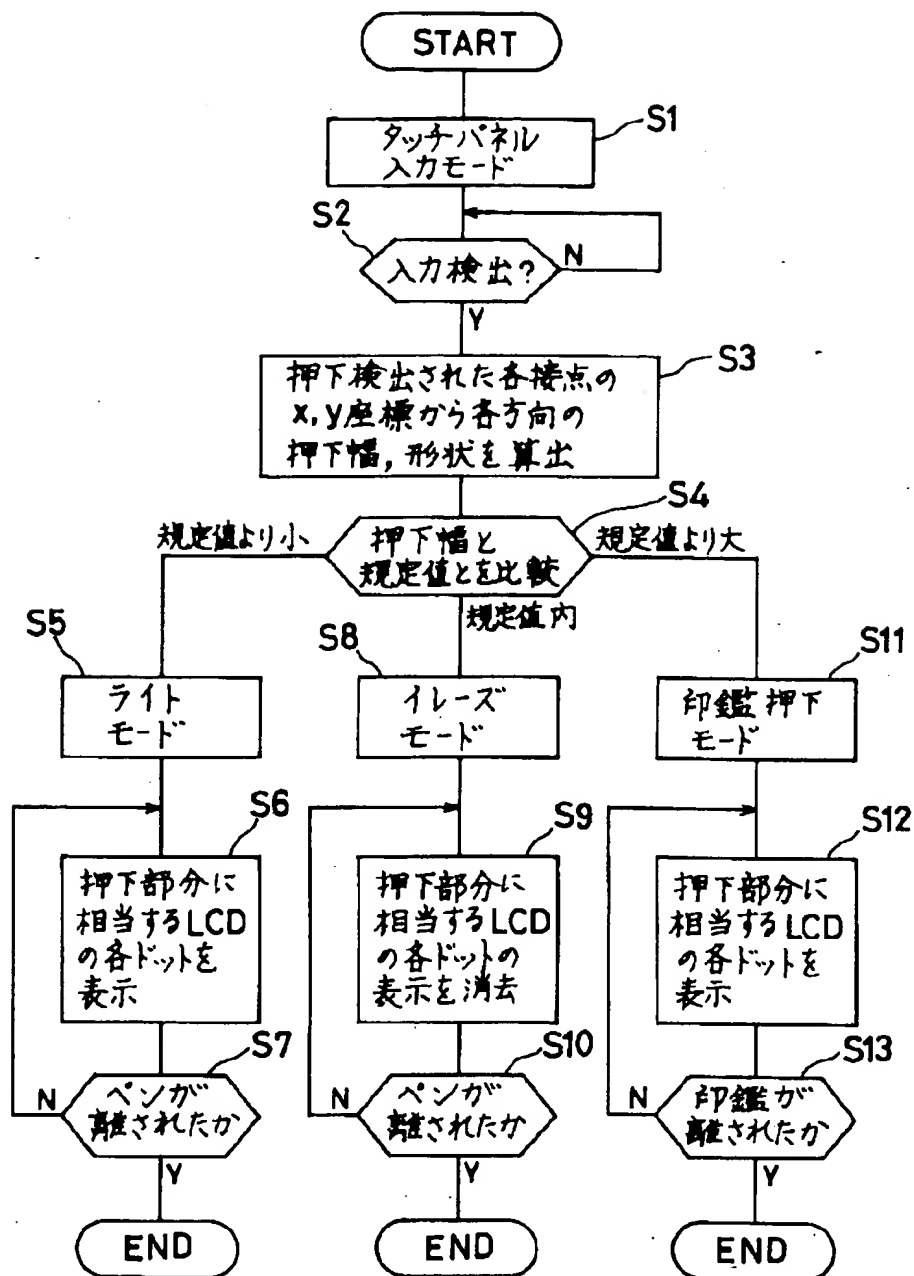 START
S1
タッチパネル
入力モード
S2
入力検出?
N
Y
S3
押下検出された各接点の
x,y座標から各方向の
押下幅,形状を算出
S4
規定値より小
押下幅と
規定値とを比較
規定値より大
規定値内
S5
ライト
モード
S8
イレーズ
モード
S11
印鑑押下
モード
S6
押下部分に
相当するLCD
の各ドットを
表示
S9
押下部分に
相当するLCD
の各ドットの
表示を消去
S12
押下部分に
相当するLCD
の各ドットを
表示
S7
N
ペンが
離されたか
Y
S10
N
ペンが
離されたか
Y
S13
N
印鑑が
離されたか
Y
END
END
END